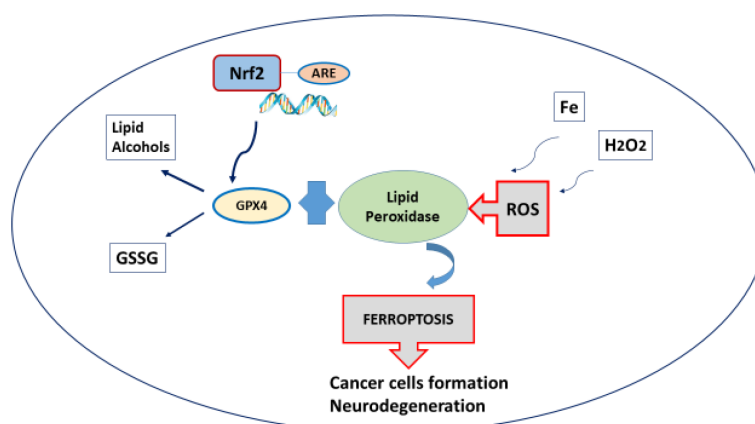 Nrf2
ARE
Fe
Lipid
Alcohols
H2O2
GPX4
Lipid
Peroxidase
ROS
GSSG
FERROPTOSIS
Cancer cells formation
Neurodegeneration